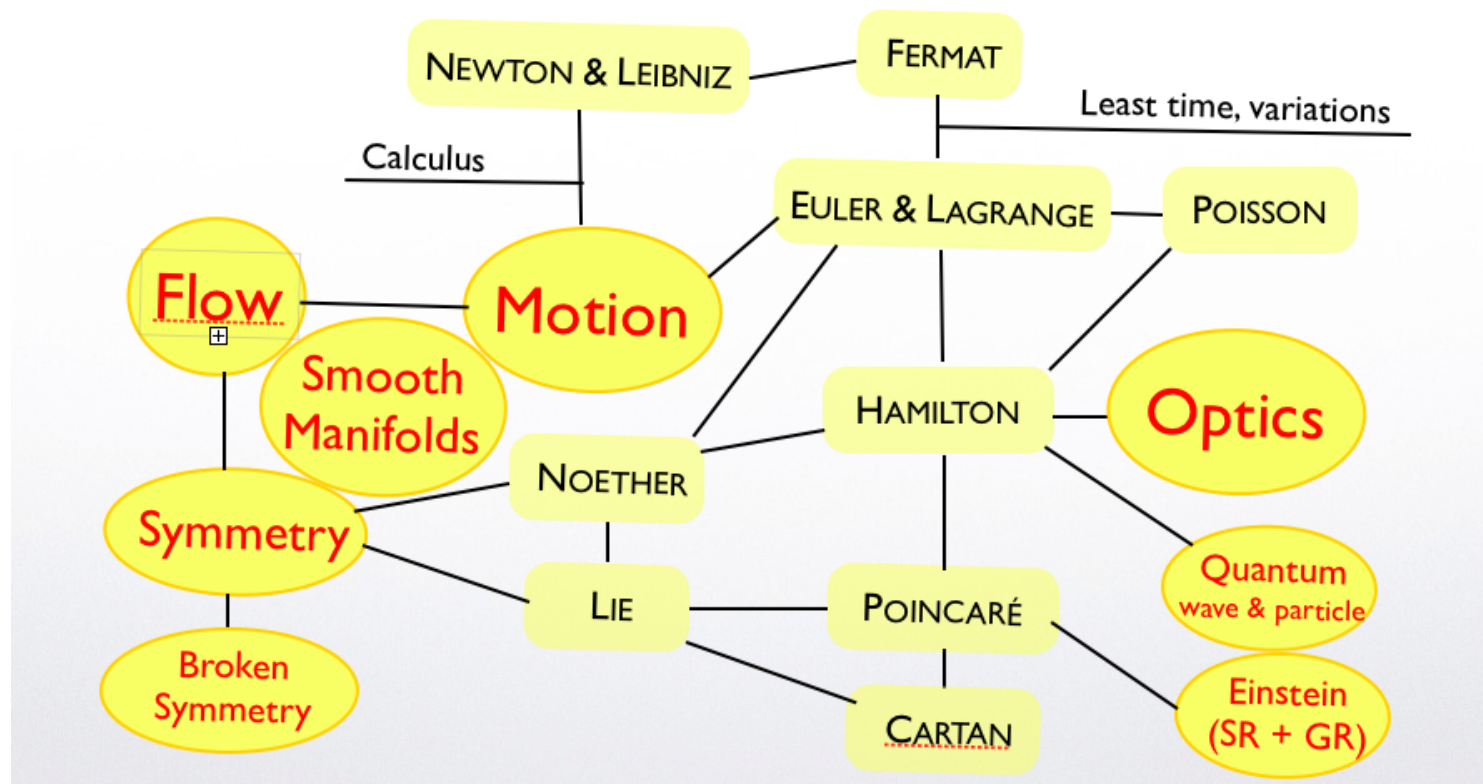 NEWTON & LEIBNIZ
FERMAT
Least time, variations
Calculus
EULER & LAGRANGE
POISSON
Flow
Motion
Smooth
Manifolds
HAMILTON
Optics
NOETHER
Symmetry
Quantum
wave & particle
LIE
POINCARÉ
Broken
Symmetry
Einstein
(SR + GR)
CARTAN